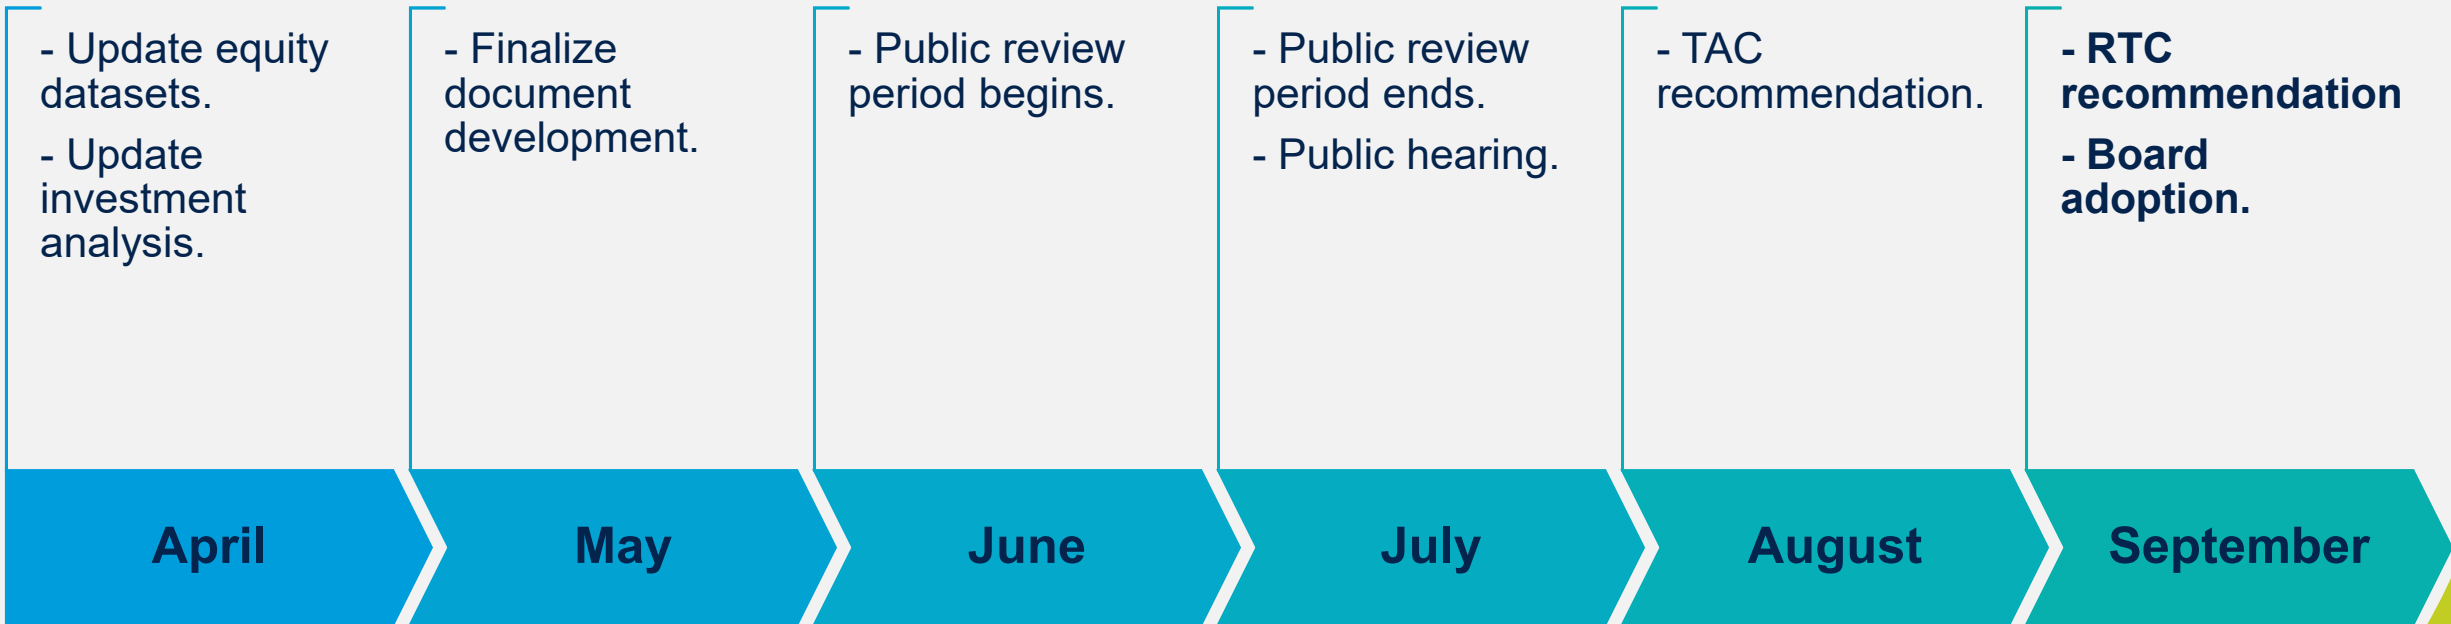 - Update equity
datasets.
- Update
investment
analysis.
- Finalize
document
development.
- Public review
period begins.
- Public review
period ends.
- Public hearing.
- TAC
recommendation.
- RTC
recommendation
- Board
adoption.
April
May
June
July
August
September